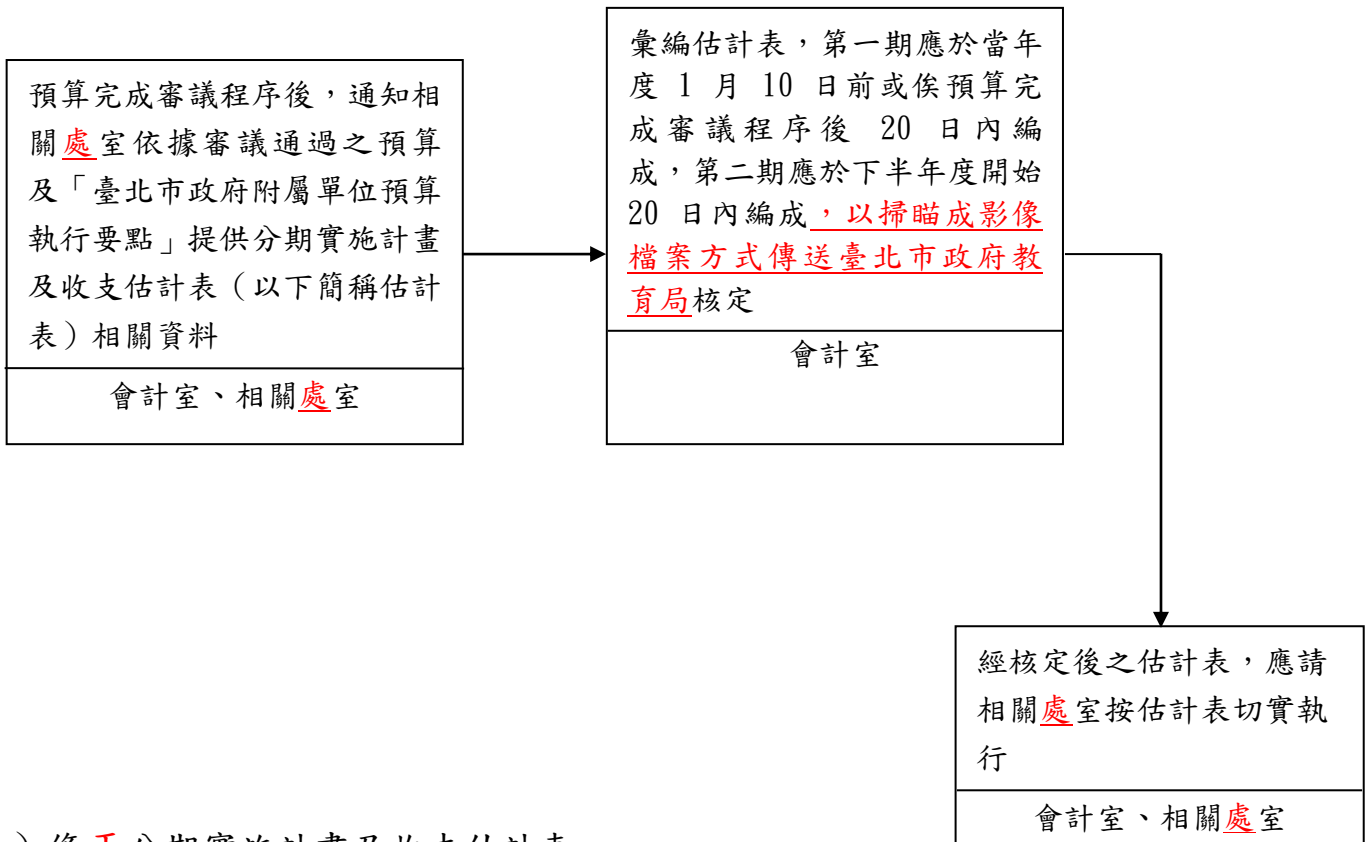 預算完成審議程序後，通知相
關處室依據審議通過之預算
及「臺北市政府附屬單位預算
執行要點」提供分期實施計畫
及收支估計表（以下簡稱估計
表）相關資料
會計室、相關處室
彙編估計表，第一期應於當年
度 1 月 10 日前或俟預算完
成審議程序後 20 日內編
成，第二期應於下半年度開始
20 日內編成，以掃瞄成影像
檔案方式傳送臺北市政府教
育局核定
會計室
經核定後之估計表，應請
相關處室按估計表切實執
行
會計室、相關處室